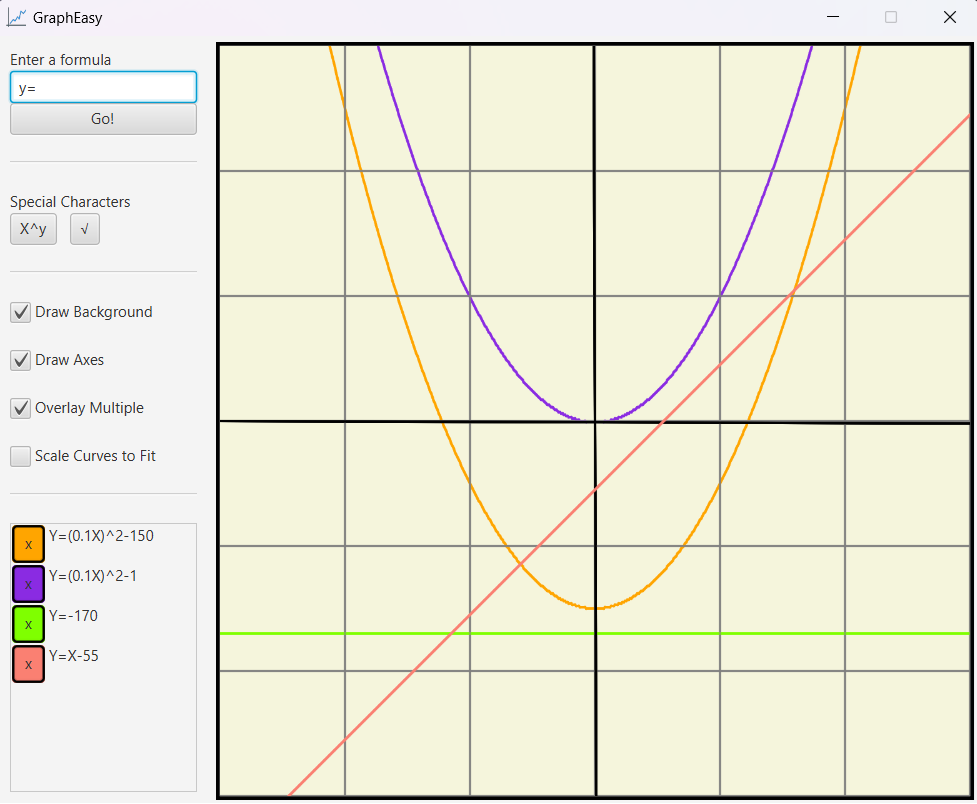 GraphEasy
Enter a formula
y=
Go!
Special Characters
X^y
√
Draw Background
Draw Axes
Overlay Multiple
Scale Curves to Fit
x Y=(0.1X)^2-150
x Y=(0.1X)^2-1
x Y=-170
x Y=X-55